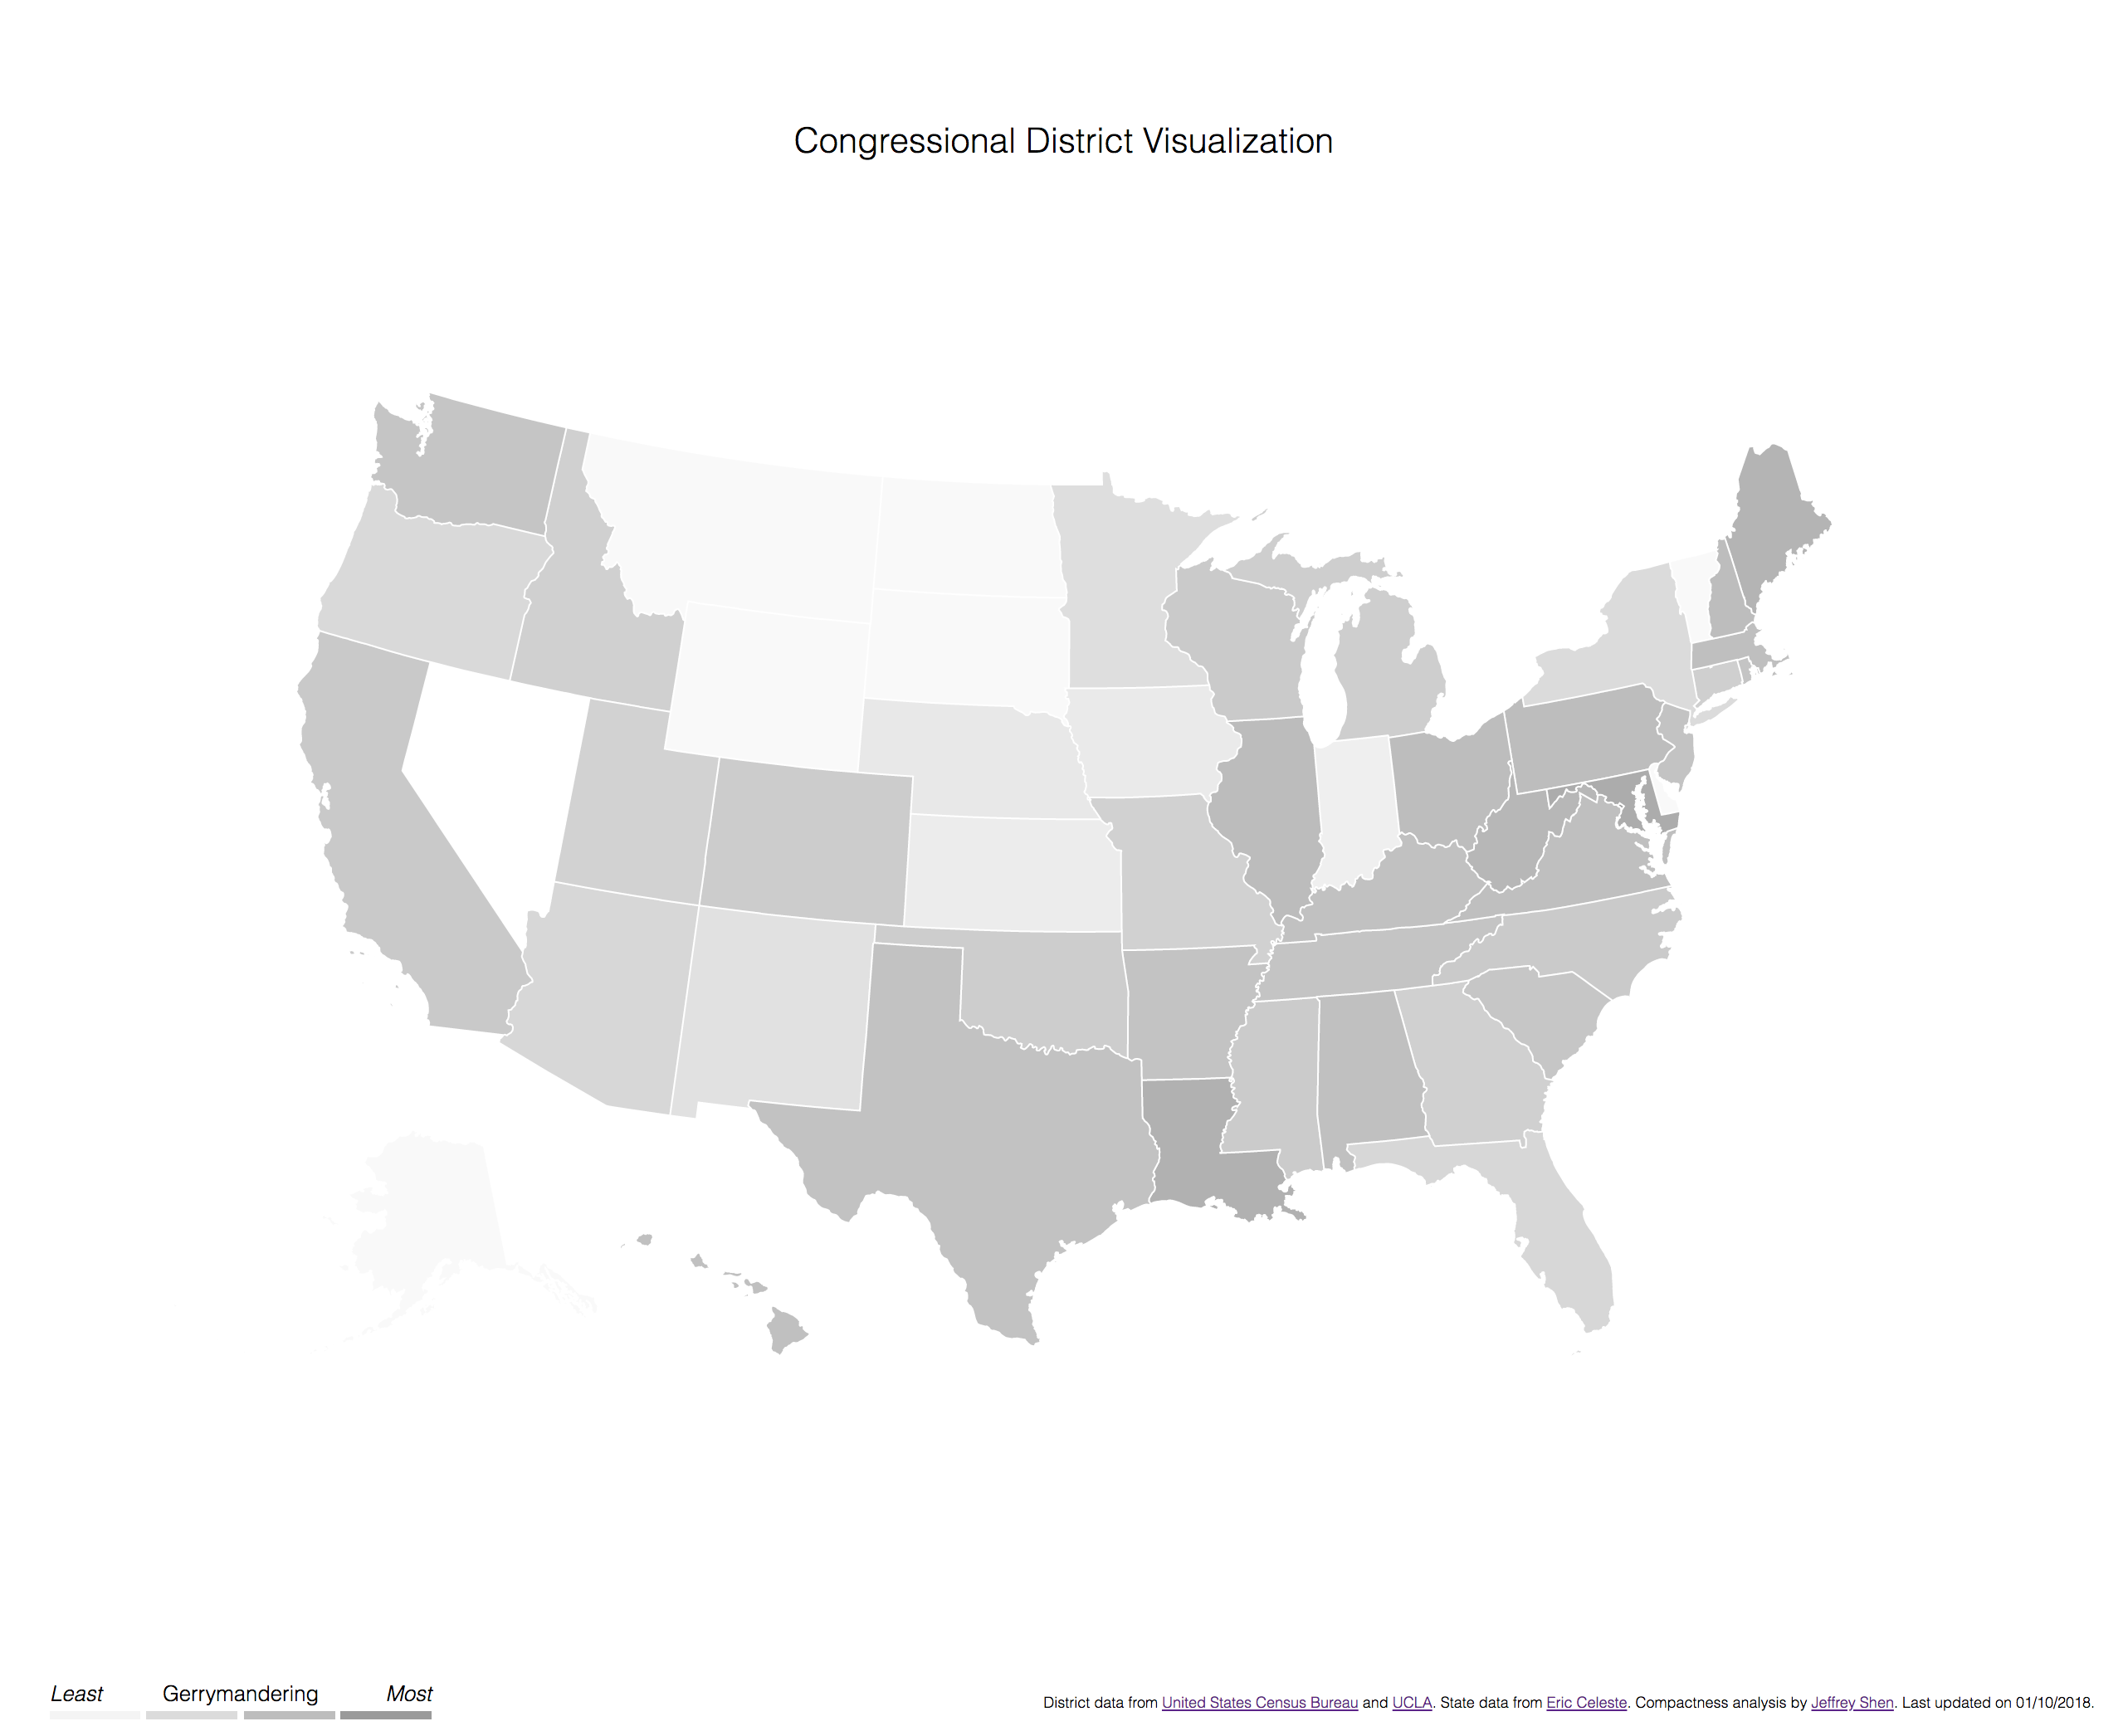 Congressional District Visualization
Least Gerrymandering Most
District data from United States Census Bureau and UCLA. State data from Eric Celeste. Compactness analysis by Jeffrey Shen. Last updated on 01/10/2018.